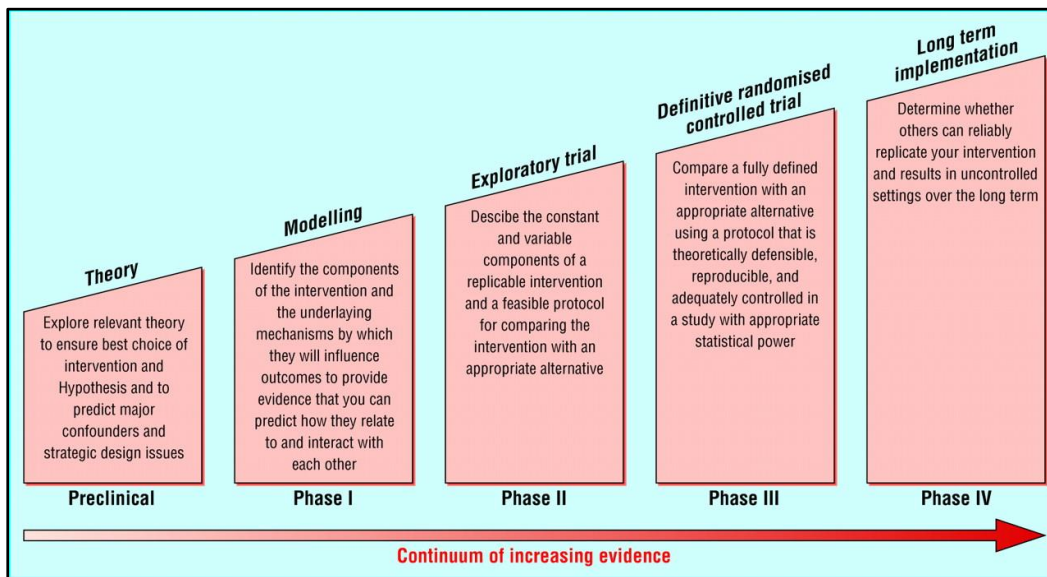 Theory
Explore relevant theory
to ensure best choice of
intervention and
Hypothesis and to
predict major
confounders and
strategic design issues
Preclinical
Modelling
Identify the components
of the intervention and
the underlaying
mechanisms by which
they will influence
outcomes to provide
evidence that you can
predict how they relate
to and interact with
each other
Phase I
Exploratory trial
Descibe the constant
and variable
components of a
replicable intervention
and a feasible protocol
for comparing the
intervention with an
appropriate alternative
Phase II
Definitive randomised
controlled trial
Compare a fully defined
intervention with an
appropriate alternative
using a protocol that is
theoretically defensible,
reproducible, and
adequately controlled in
a study with appropriate
statistical power
Phase III
Long term
implementation
Determine whether
others can reliably
replicate your intervention
and results in uncontrolled
settings over the long term
Phase IV
Continuum of increasing evidence